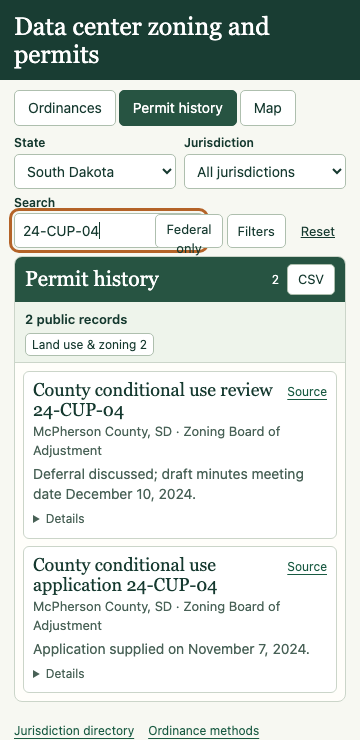 Data center zoning and
permits
Ordinances
Permit history
Map
State
Jurisdiction
South Dakota
All jurisdictions
Search
24-CUP-04
Federal
only
Filters
Reset
Permit history
2
CSV
2 public records
Land use & zoning 2
County conditional use review
24-CUP-04
Source
McPherson County, SD · Zoning Board of
Adjustment
Deferral discussed; draft minutes meeting
date December 10, 2024.
Details
County conditional use
application 24-CUP-04
Source
McPherson County, SD · Zoning Board of
Adjustment
Application supplied on November 7, 2024.
Details
Jurisdiction directory
Ordinance methods